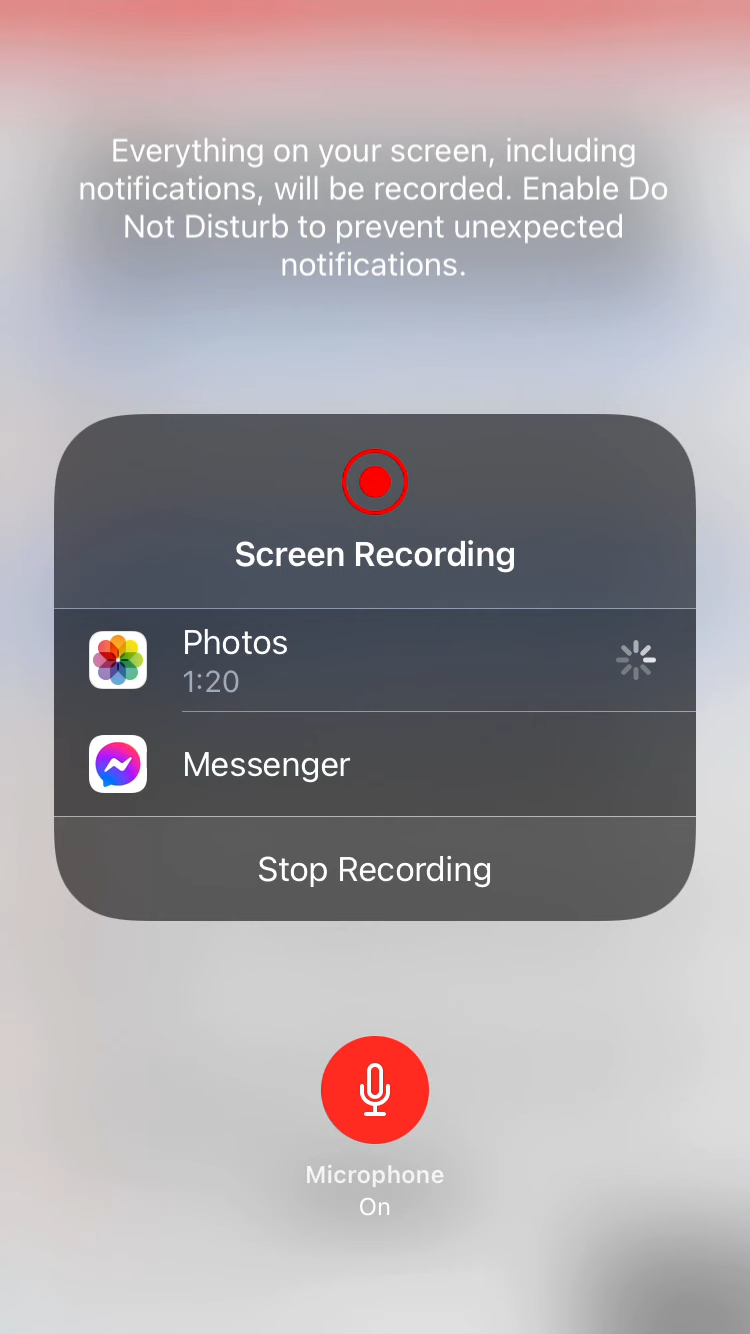 Everything on your screen, including
notifications, will be recorded. Enable Do
Not Disturb to prevent unexpected
notifications.
Screen Recording
Photos
1:20
Messenger
Stop Recording
Microphone
On